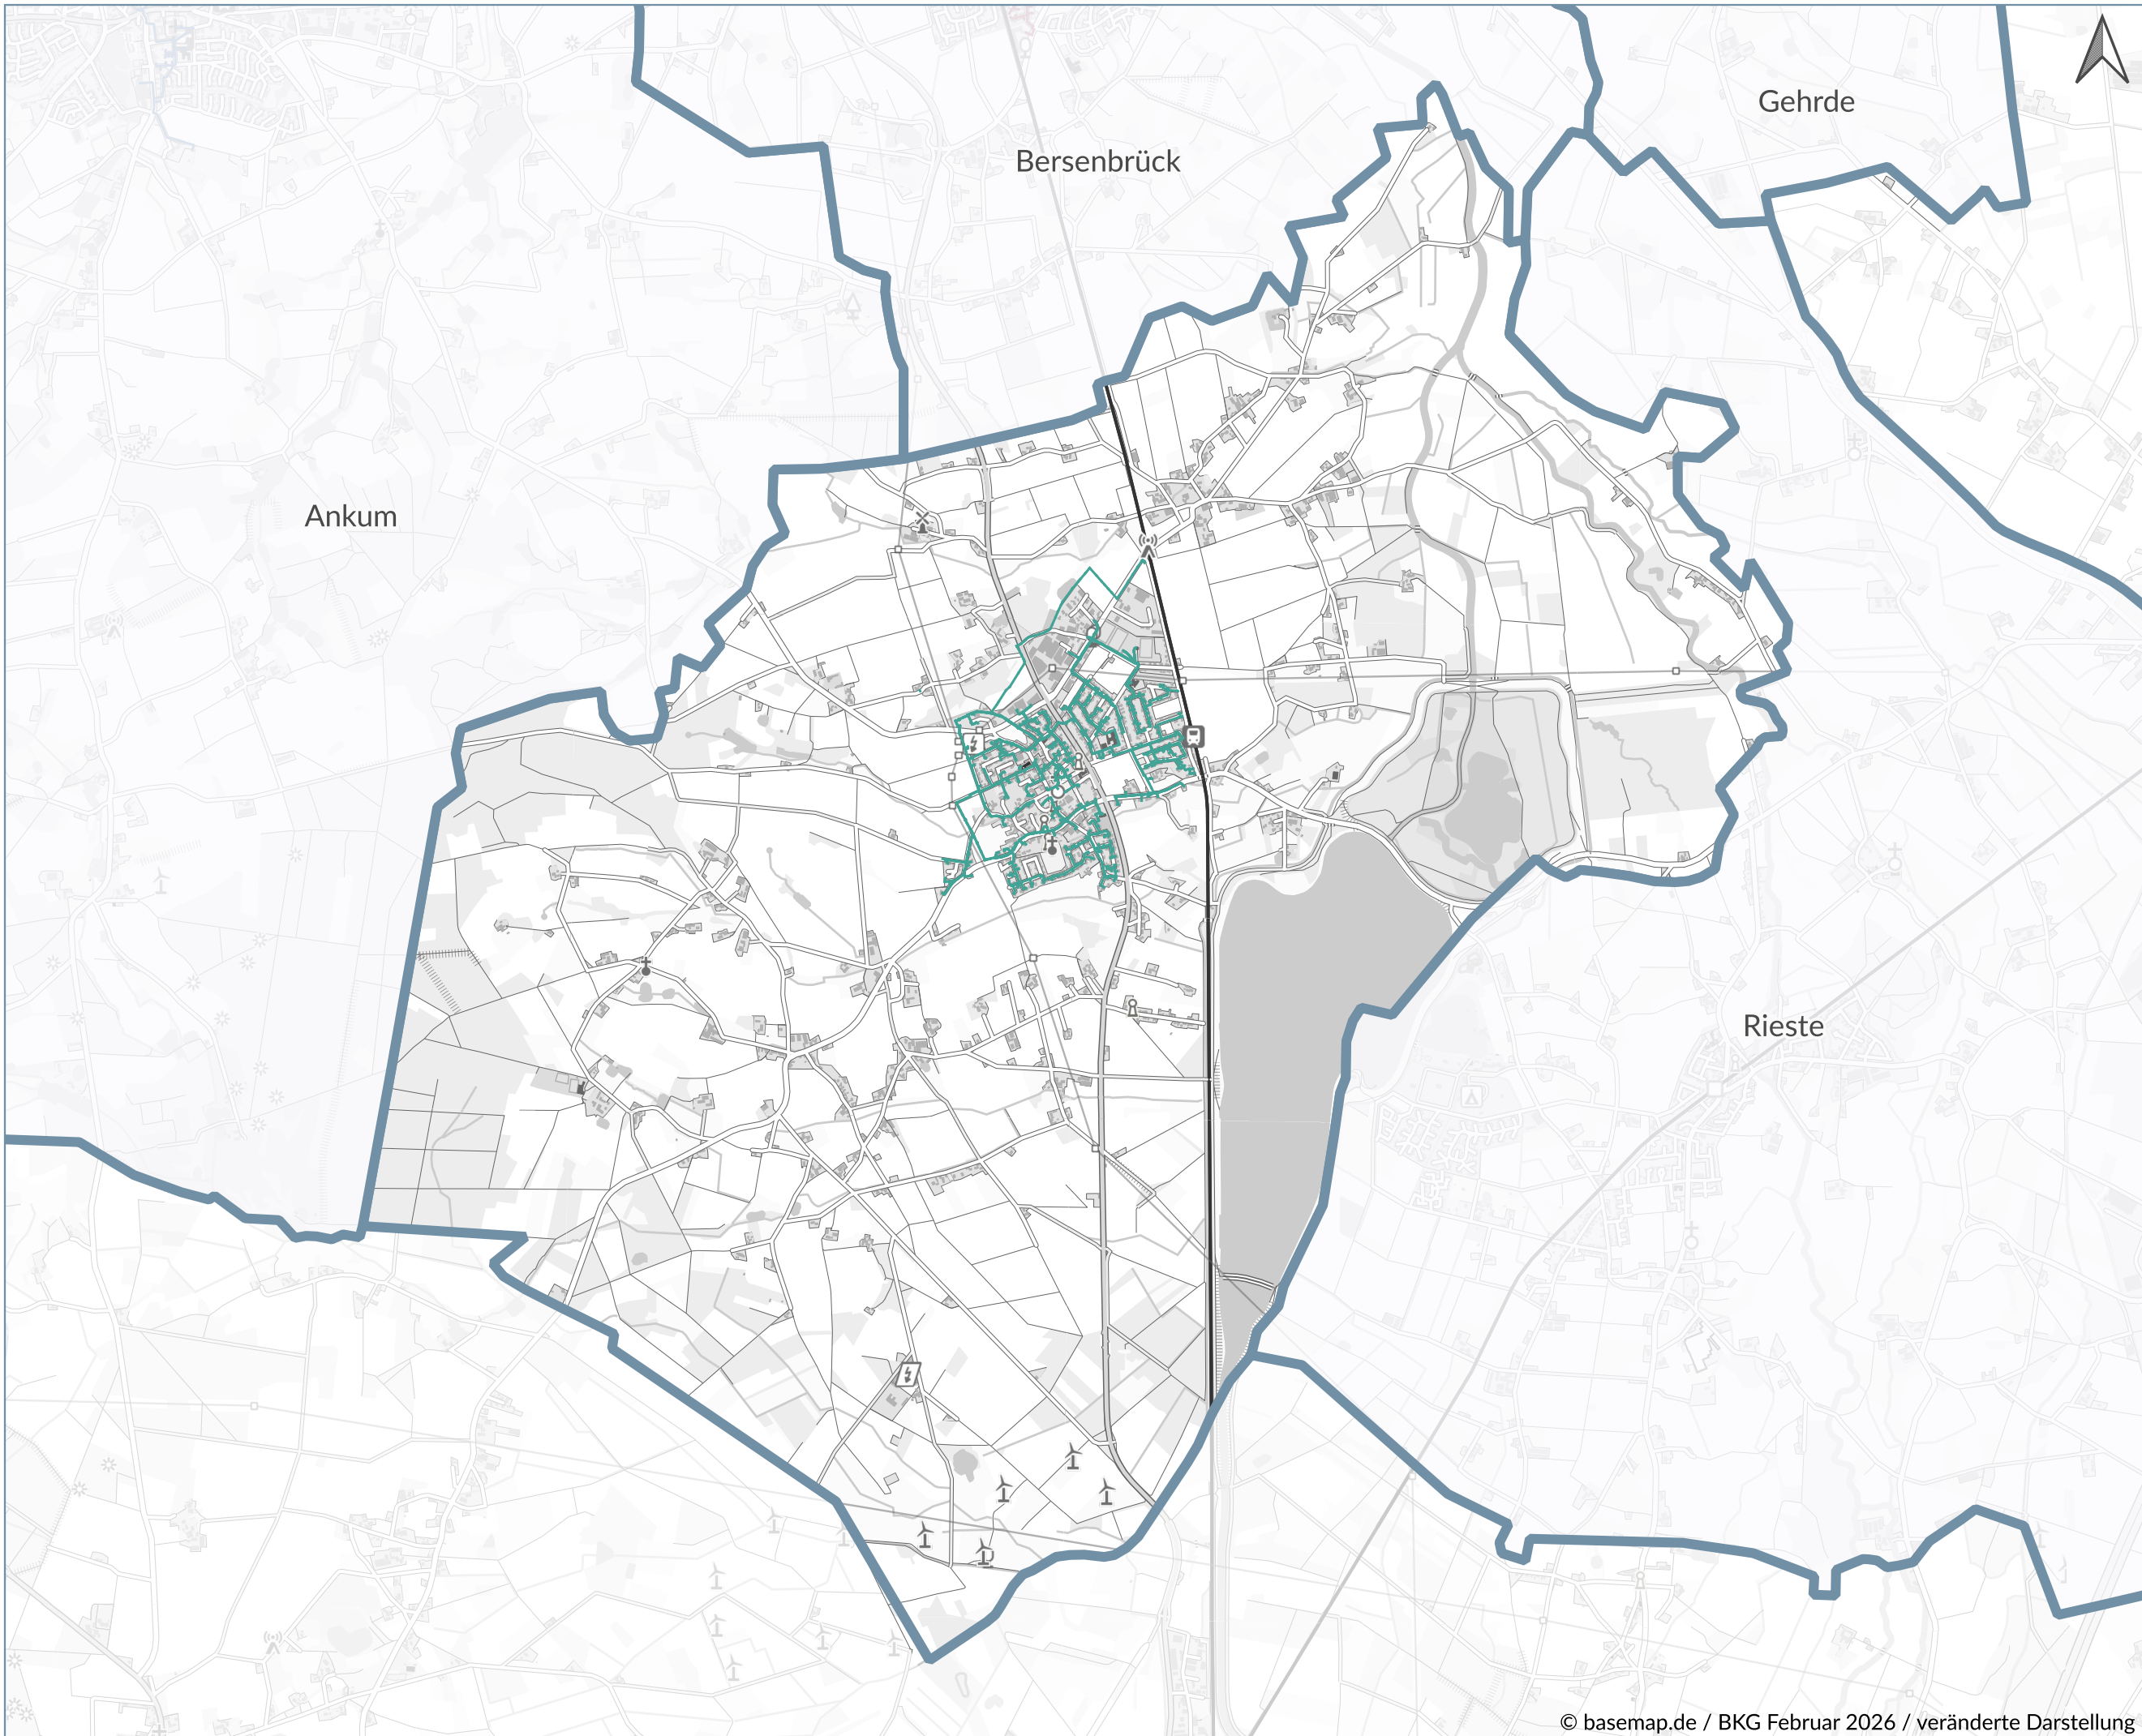 Gehrde
Bersenbrück
Ankum
Rieste
© basemap.de / BKG Februar 2026 / veränderte Darstellung